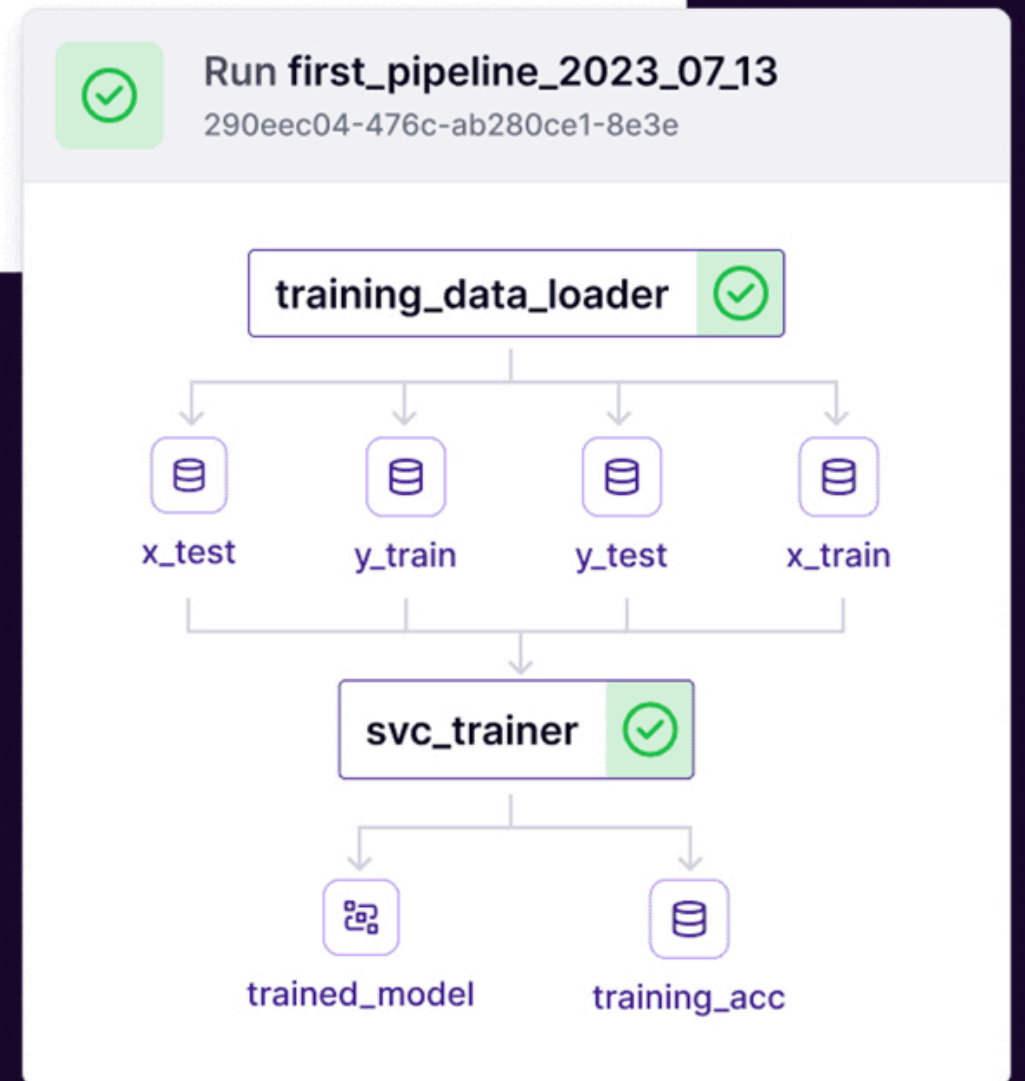 Run first_pipeline_2023_07_13
290eec04-476c-ab280ce1-8e3e
training_data_loader
x_test y_train y_test x_train
svc_trainer
trained_model training_acc